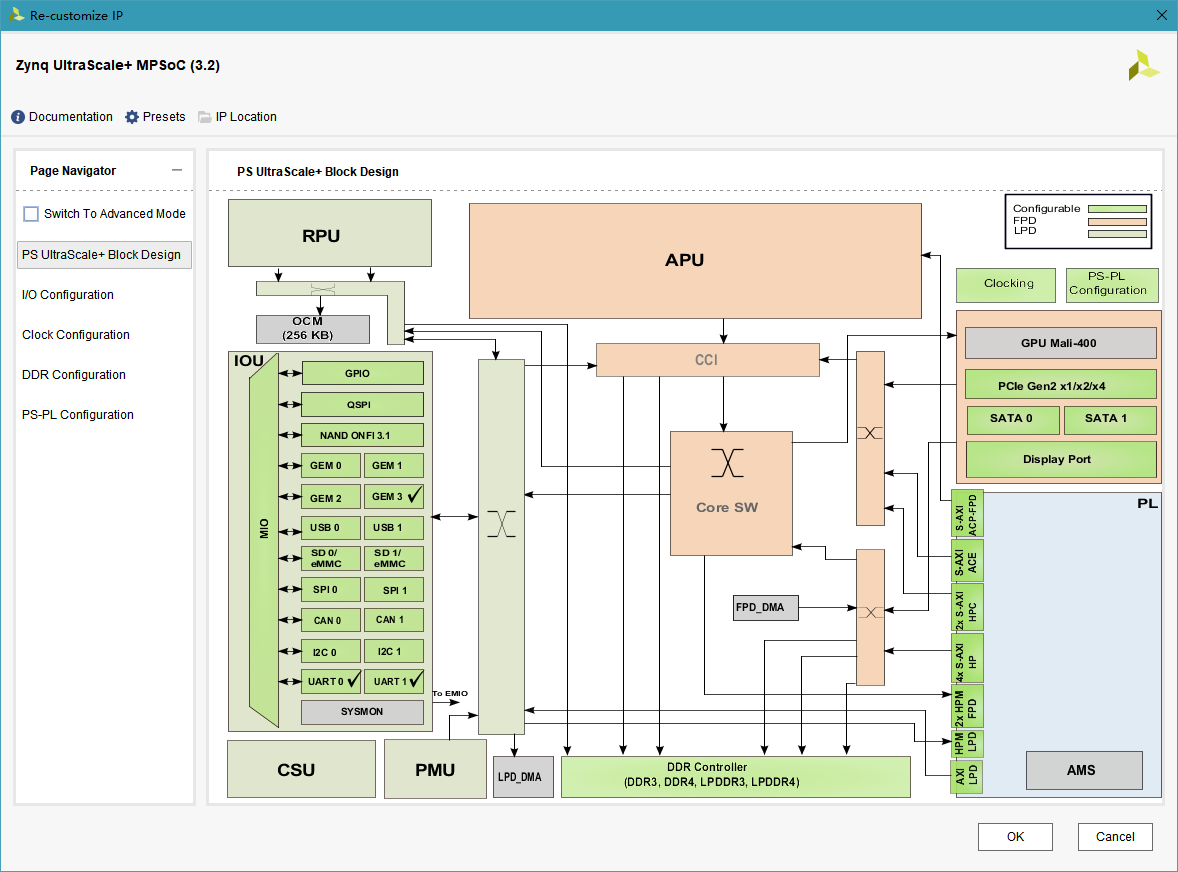 Re-customize IP
Zynq UltraScale+ MPSoC (3.2)
Documentation
Presets
IP Location
Page Navigator
Switch To Advanced Mode
PS UltraScale+ Block Design
I/O Configuration
Clock Configuration
DDR Configuration
PS-PL Configuration
PS UltraScale+ Block Design
Configurable
FPD
LPD
RPU
APU
Clocking
PS-PL
Configuration
OCM
(256 KB)
CCI
GPU Mali-400
PCIe Gen2 x1/x2/x4
SATA 0
SATA 1
Display Port
IOU
MIO
GPIO
QSPI
NAND ONFI 3.1
GEM 0
GEM 1
GEM 2
GEM 3
USB 0
USB 1
SD 0/
eMMC
SD 1/
eMMC
SPI 0
SPI 1
CAN 0
CAN 1
I2C 0
I2C 1
UART 0
UART 1
SYSMON
To EMIO
Core SW
FPD_DMA
PL
S-AXI
ACP-FPD
S-AXI
ACE
2x S-AXI
HPC
4x S-AXI
HP
2x HPM
FPD
HPM
LPD
AXI
LPD
AMS
CSU
PMU
LPD_DMA
DDR Controller
(DDR3, DDR4, LPDDR3, LPDDR4)
OK
Cancel